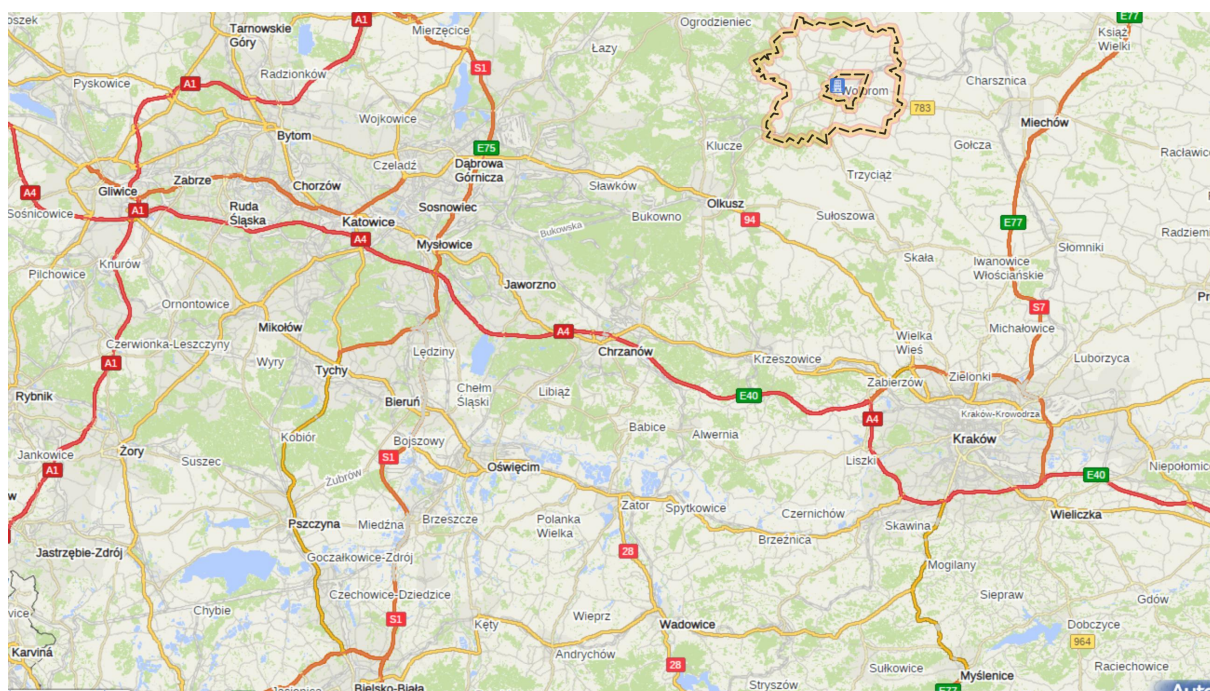 oszek
Tarnowskie
Góry
A1
Mierzęcice
Ogrodzieniec
E77
Książ
Wielki
Łazy
Radzionków
S1
Pyskowice
A1
Charsznica
Wolbrom
783
Wojkowice
Miechów
Bytom
E75
Klucze
Gołcza
Racławice
Czeladź
Dąbrowa
Górnicza
Trzyciąż
A4
Gliwice
Zabrze
Chorzów
Sławków
Sośnicowice
A1
Ruda
Śląska
Sosnowiec
Olkusz
Bukowno
94
Sułoszowa
Katowice
A4
E77
Bukowska
Radziem
Mysłowice
Słomniki
Skała
Knurów
Iwanowice
Włościańskie
Pilchowice
Jaworzno
Pr
Ornontowice
S7
Mikołów
A4
Michałowice
Czerwionka-Leszczyny
Wielka
Wieś
Lędziny
Chrzanów
Krzeszowice
Luborzyca
A1
Wyry
Tychy
Zabierzów
Zielonki
Chełm
Śląski
Libiąż
Rybnik
E40
Bieruń
Kraków-Krowodrza
A4
Babice
Alwernia
Kobiór
Bojszowy
Kraków
Żory
Jankowice
S1
Suszec
Liszki
Oświęcim
Niepołomice
A1
Żubrów
E40
w
Zator
Spytkowice
Czernichów
Wieliczka
Pszczyna
Miedźna
Brzeszcze
Polanka
Wielka
Skawina
Brzeźnica
Jastrzębie-Zdrój
28
Goczałkowice-Zdrój
Mogilany
Czechowice-Dziedzice
Siepraw
Gdów
Chybie
vice
S1
Wieprz
Kęty
Wadowice
Dobczyce
964
Karviná
Andrychów
28
Sułkowice
Raciechowice
Myślenice
Stryszów
Jasienica
Bielsko-Biała
E77
Auto